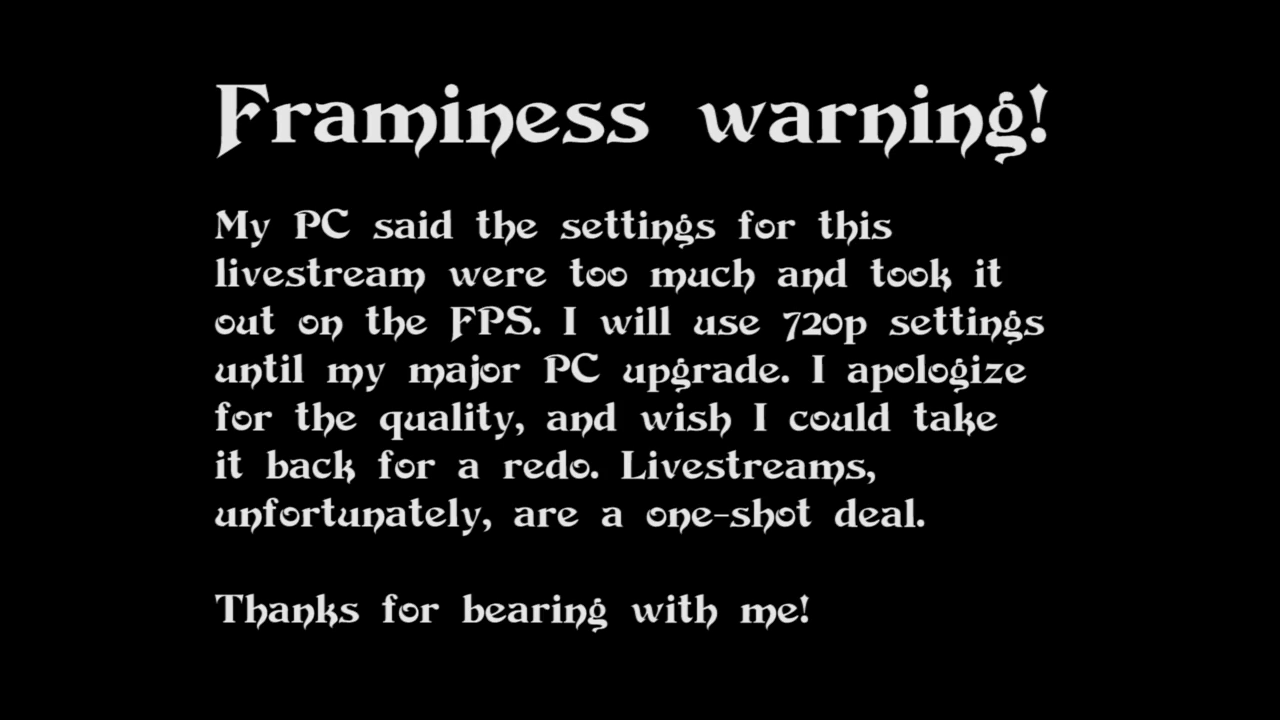 Framiness warning!
My PC said the settings for this
livestream were too much and took it
out on the FPS. I will use 720p settings
until my major PC upgrade. I apologize
for the quality, and wish I could take
it back for a redo. Livestreams,
unfortunately, are a one-shot deal.
Thanks for bearing with me!